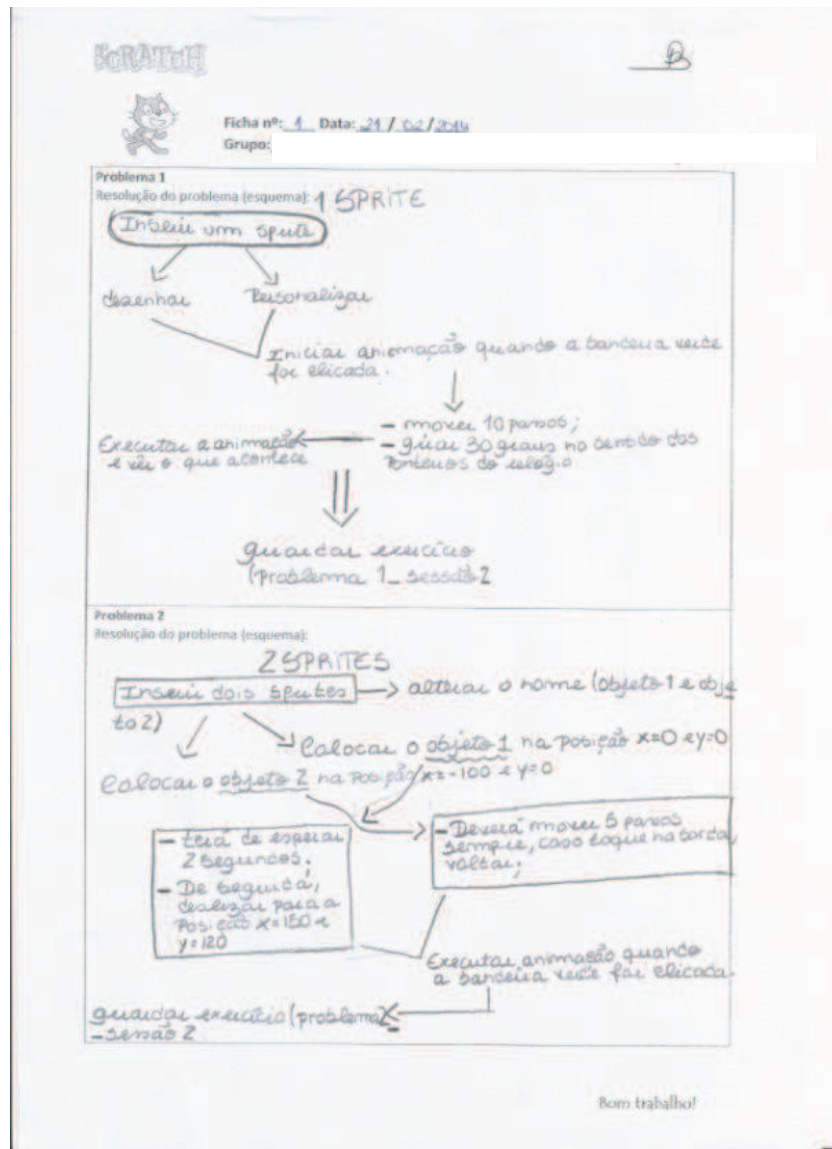 SCRATCH
B
Ficha nº: 1 Data: 21 / 02 / 2014
Grupo:
Problema 1
Resolução do problema (esquema): 1 SPRITE
Inserir um sprite
desenhar
Personalizar
Iniciar animação quando a bandeira verde
for clicada.
- mover 10 passos;
- girar 30 graus no sentido dos
ponteiros do relógio
Executar a animação
e ver o que acontece
guardar exercício
(Problema 1_sessão 2
Problema 2
Resolução do problema (esquema):
2 SPRITES
Inserir dois sprites
alterar o nome (objeto 1 e obje
to 2)
Colocar o objeto 1 na posição x=0 e y=0
Colocar o objeto 2 na posição x=-100 e y=0
- terá de esperar
2 segundos.
- De seguida,
deslizar para a
posição x=150 e
y=120
- Deverá mover 5 passos
sempre, caso toque na borda,
voltar;
Executar animação quando
a bandeira verde for clicada.
guardar exercício (problema 2
-sessão 2
Bom trabalho!